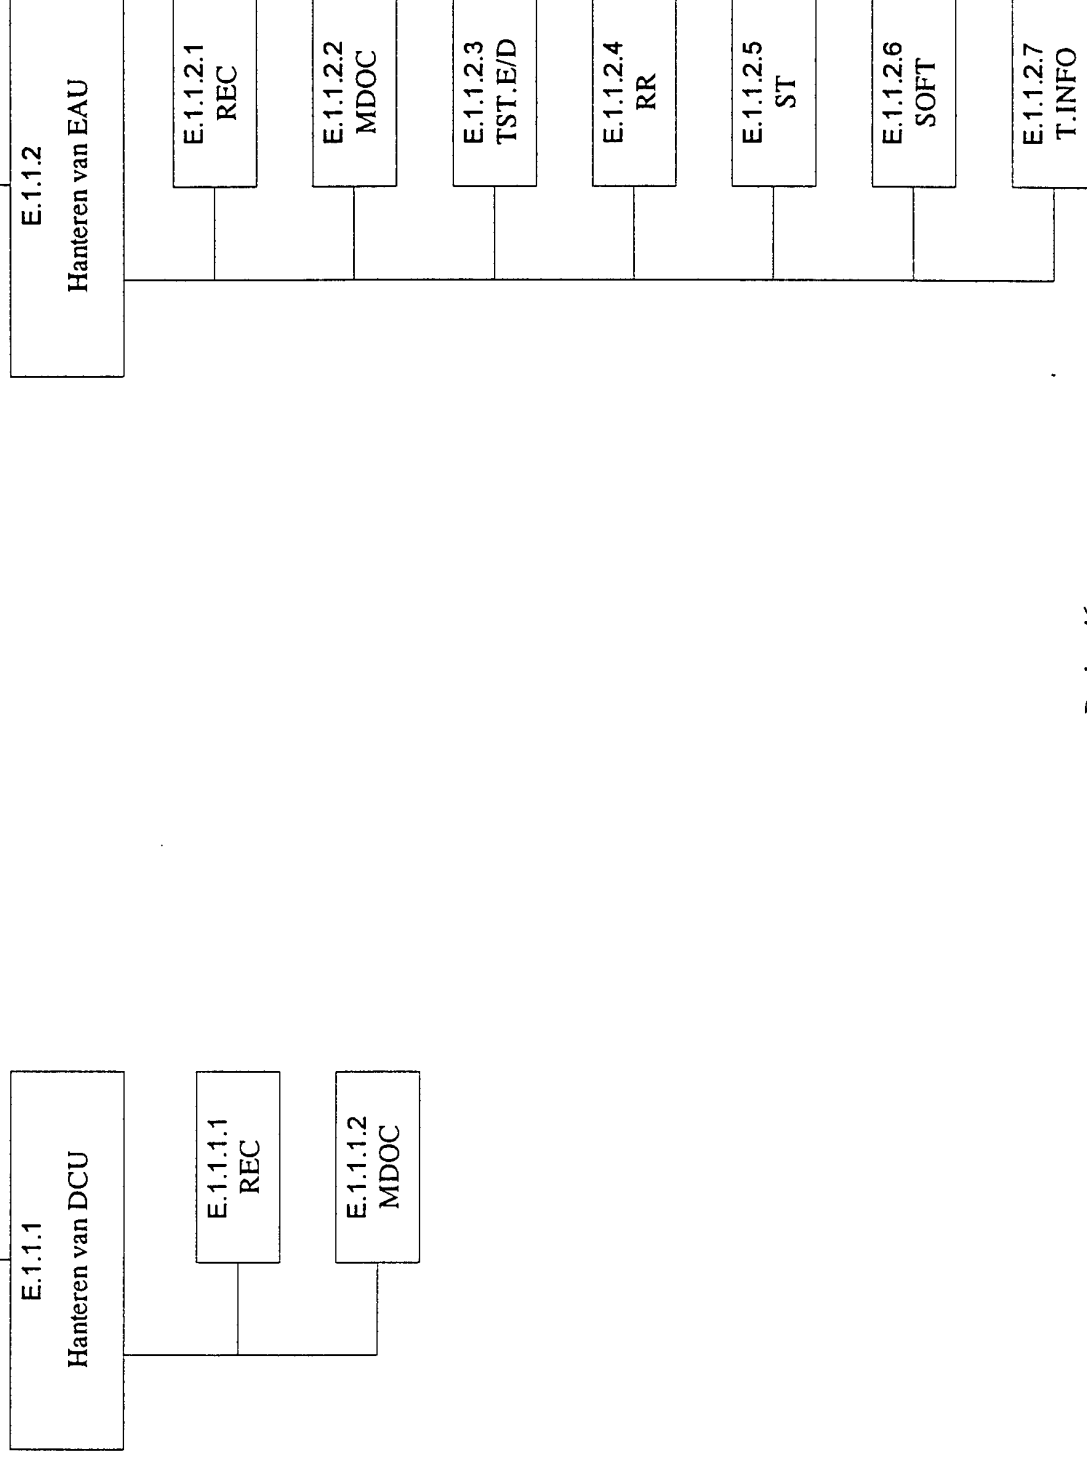 E.1.1.1
Hanteren van DCU
E.1.1.1.1
REC
E.1.1.1.2
MDOC
E.1.1.2
Hanteren van EAU
E.1.1.2.1
REC
E.1.1.2.2
MDOC
E.1.1.2.3
TST.E/D
E.1.1.2.4
RR
E.1.1.2.5
ST
E.1.1.2.6
SOFT
E.1.1.2.7
T.INFO